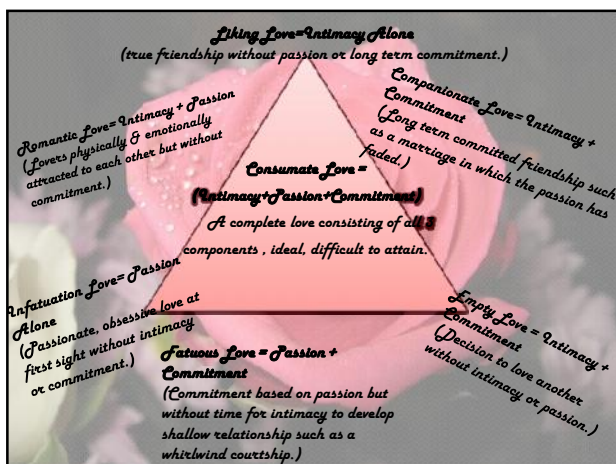 Liking Love=Intimacy Alone
(true friendship without passion or long term commitment.)
Romantic Love= Intimacy + Passion
(Lovers physically & emotionally
attracted to each other but without
commitment.)
Companionate Love= Intimacy +
Commitment
(Long term committed friendship such
as a marriage in which the passion has
faded.)
Consumate Love =
(Intimacy+Passion+Commitment)
A complete love consisting of all 3
components , ideal, difficult to attain.
Infatuation Love= Passion
Alone
(Passionate, obsessive love at
first sight without intimacy
or commitment.)
Fatuous Love = Passion +
Commitment
(Commitment based on passion but
without time for intimacy to develop
shallow relationship such as a
whirlwind courtship.)
Empty Love = Intimacy +
Commitment
(Decision to love another
without intimacy or passion.)